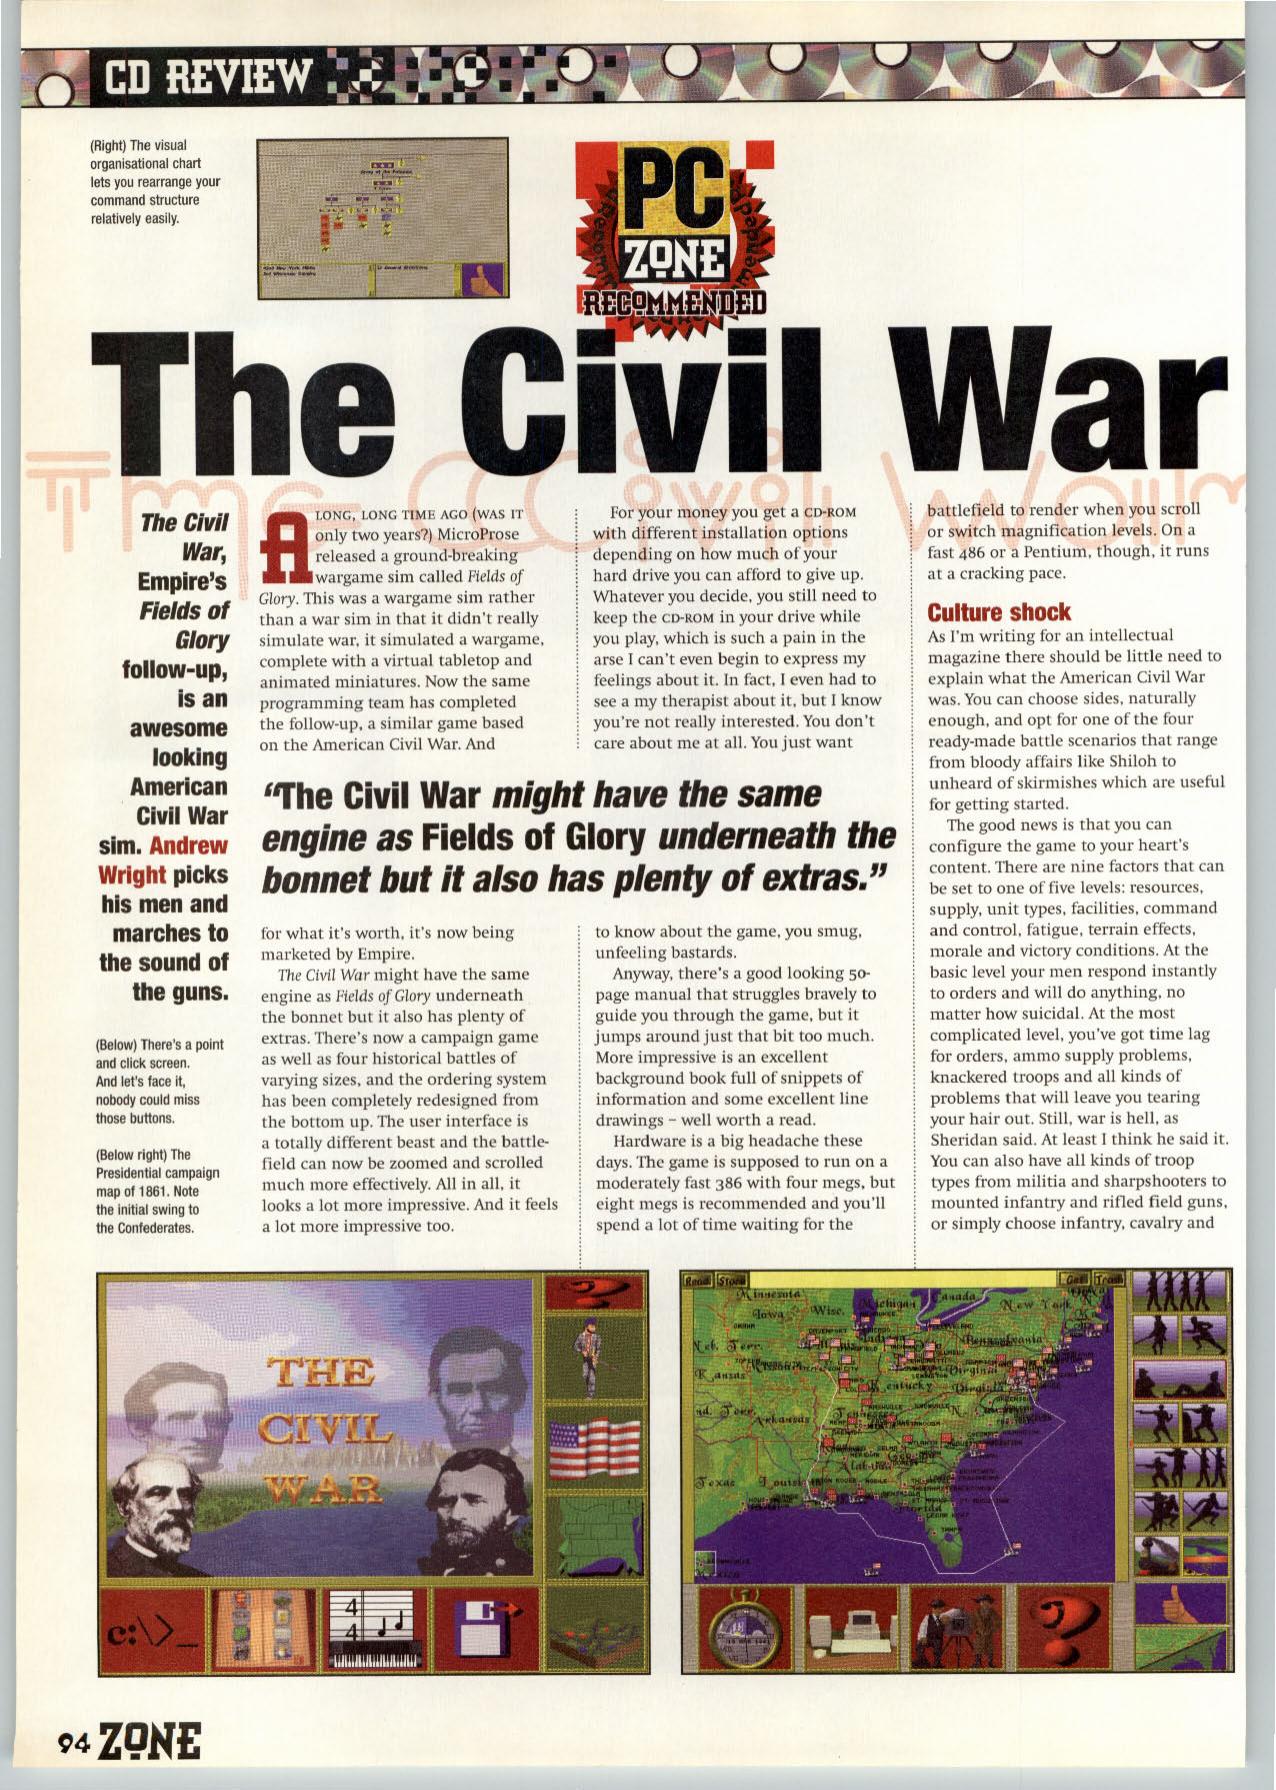 CD REVIEW
(Right) The visual
organisational chart
lets you rearrange your
command structure
relatively easily.
PC
ZONE
RECOMMENDED
The Civil War
The Civil
War,
Empire's
Fields of
Glory
follow-up,
is an
awesome
looking
American
Civil War
sim. Andrew
Wright picks
his men and
marches to
the sound of
the guns.
(Below) There's a point
and click screen.
And let's face it,
nobody could miss
those buttons.
(Below right) The
Presidential campaign
map of 1861. Note
the initial swing to
the Confederates.
A LONG, LONG TIME AGO (WAS IT
only two years?) MicroProse
released a ground-breaking
wargame sim called Fields of
Glory. This was a wargame sim rather
than a war sim in that it didn't really
simulate war, it simulated a wargame,
complete with a virtual tabletop and
animated miniatures. Now the same
programming team has completed
the follow-up, a similar game based
on the American Civil War. And
"The Civil War might have the same
engine as Fields of Glory underneath the
bonnet but it also has plenty of extras."
for what it's worth, it's now being
marketed by Empire.
The Civil War might have the same
engine as Fields of Glory underneath
the bonnet but it also has plenty of
extras. There's now a campaign game
as well as four historical battles of
varying sizes, and the ordering system
has been completely redesigned from
the bottom up. The user interface is
a totally different beast and the battle-
field can now be zoomed and scrolled
much more effectively. All in all, it
looks a lot more impressive. And it feels
a lot more impressive too.
For your money you get a CD-ROM
with different installation options
depending on how much of your
hard drive you can afford to give up.
Whatever you decide, you still need to
keep the CD-ROM in your drive while
you play, which is such a pain in the
arse I can't even begin to express my
feelings about it. In fact, I even had to
see a my therapist about it, but I know
you're not really interested. You don't
care about me at all. You just want
to know about the game, you smug,
unfeeling bastards.
Anyway, there's a good looking 50-
page manual that struggles bravely to
guide you through the game, but it
jumps around just that bit too much.
More impressive is an excellent
background book full of snippets of
information and some excellent line
drawings – well worth a read.
Hardware is a big headache these
days. The game is supposed to run on a
moderately fast 386 with four megs, but
eight megs is recommended and you'll
spend a lot of time waiting for the
battlefield to render when you scroll
or switch magnification levels. On a
fast 486 or a Pentium, though, it runs
at a cracking pace.
Culture shock
As I'm writing for an intellectual
magazine there should be little need to
explain what the American Civil War
was. You can choose sides, naturally
enough, and opt for one of the four
ready-made battle scenarios that range
from bloody affairs like Shiloh to
unheard of skirmishes which are useful
for getting started.
The good news is that you can
configure the game to your heart's
content. There are nine factors that can
be set to one of five levels: resources,
supply, unit types, facilities, command
and control, fatigue, terrain effects,
morale and victory conditions. At the
basic level your men respond instantly
to orders and will do anything, no
matter how suicidal. At the most
complicated level, you've got time lag
for orders, ammo supply problems,
knackered troops and all kinds of
problems that will leave you tearing
your hair out. Still, war is hell, as
Sheridan said. At least I think he said it.
You can also have all kinds of troop
types from militia and sharpshooters to
mounted infantry and rifled field guns,
or simply choose infantry, cavalry and
THE
CIVIL
WAR
c:\>_
4
4
Read Store
Get Trash
Minnesota
Iowa
Wisc.
Michigan
Canada
New York
Pennsylvania
Indiana
Kansas
Kentucky
Virginia
Arkansas
Texas
Florida
94 ZONE